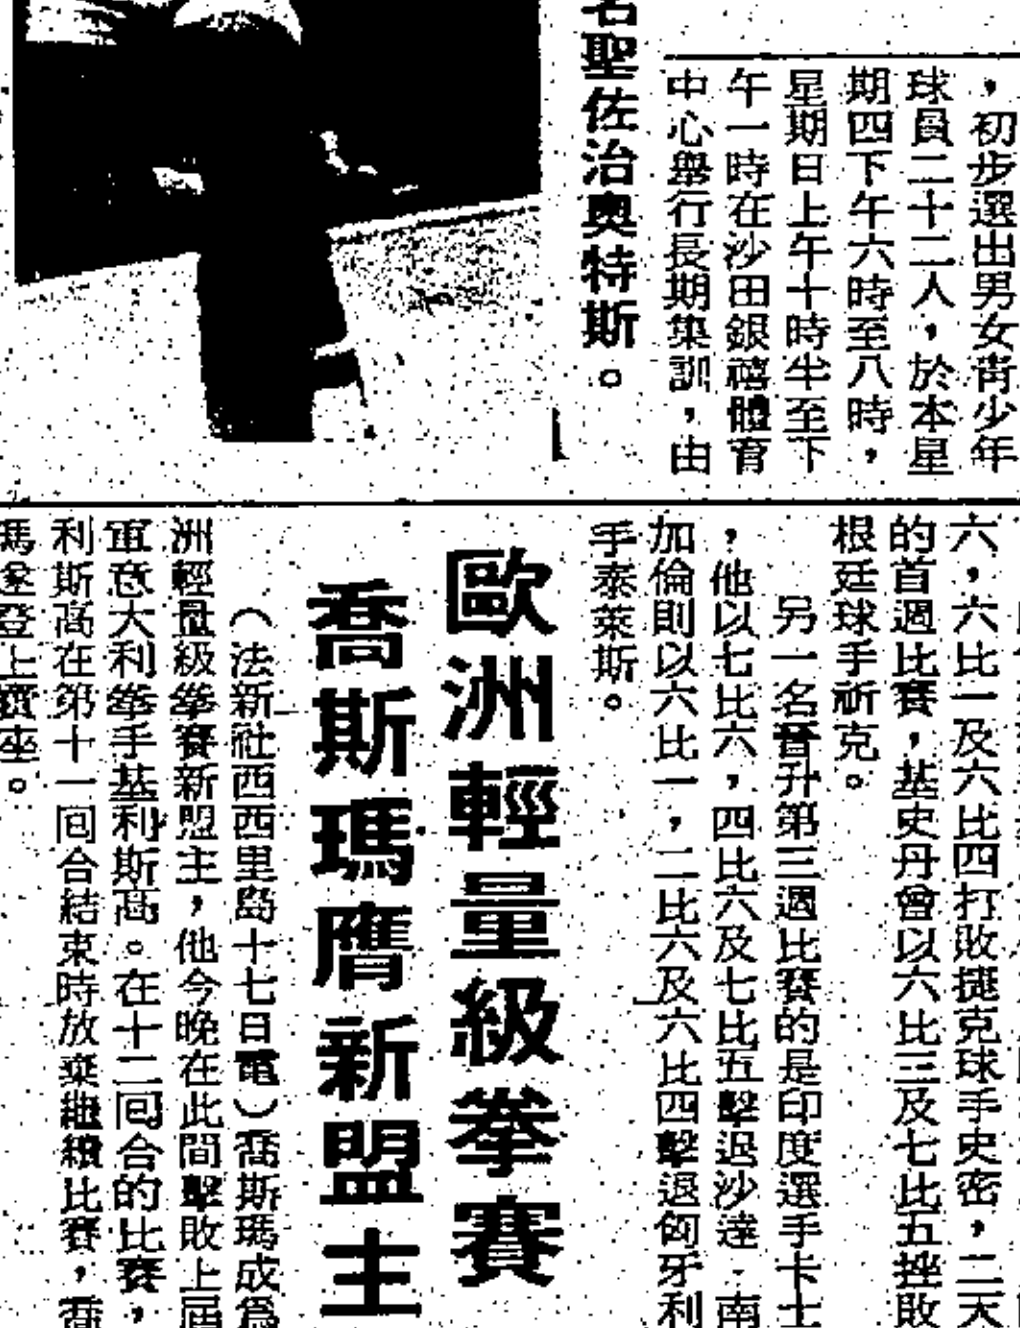 ，初步選出男女青少年
球員二十二人，於本星
期四下午六時至八時，
星期日上午十時半至下
午一時在沙田銀禧體育
中心舉行長期集訓，由
名聖佐治奧特斯。
六，六比一及六比四打敗捷克球手史密，二天
的首週比賽，基史丹曾以六比三及七比五挫敗
根廷球手祈克。
另一名晉升第三週比賽的是印度選手卡士
，他以七比六，四比六及七比五擊退沙達．南
加倫則以六比一，二比六及六比四擊退匈牙利
手泰萊斯。
歐洲輕量級拳賽
喬斯瑪膺新盟主
（法新社西西里島十七日電）喬斯瑪成爲
洲輕量級拳賽新盟主，他今晚在此間擊敗上屆
軍意大利拳手基利斯高。在十二回合的比賽，
利斯高在第十一回合結束時放棄繼續比賽，喬
瑪遂登上寶座。